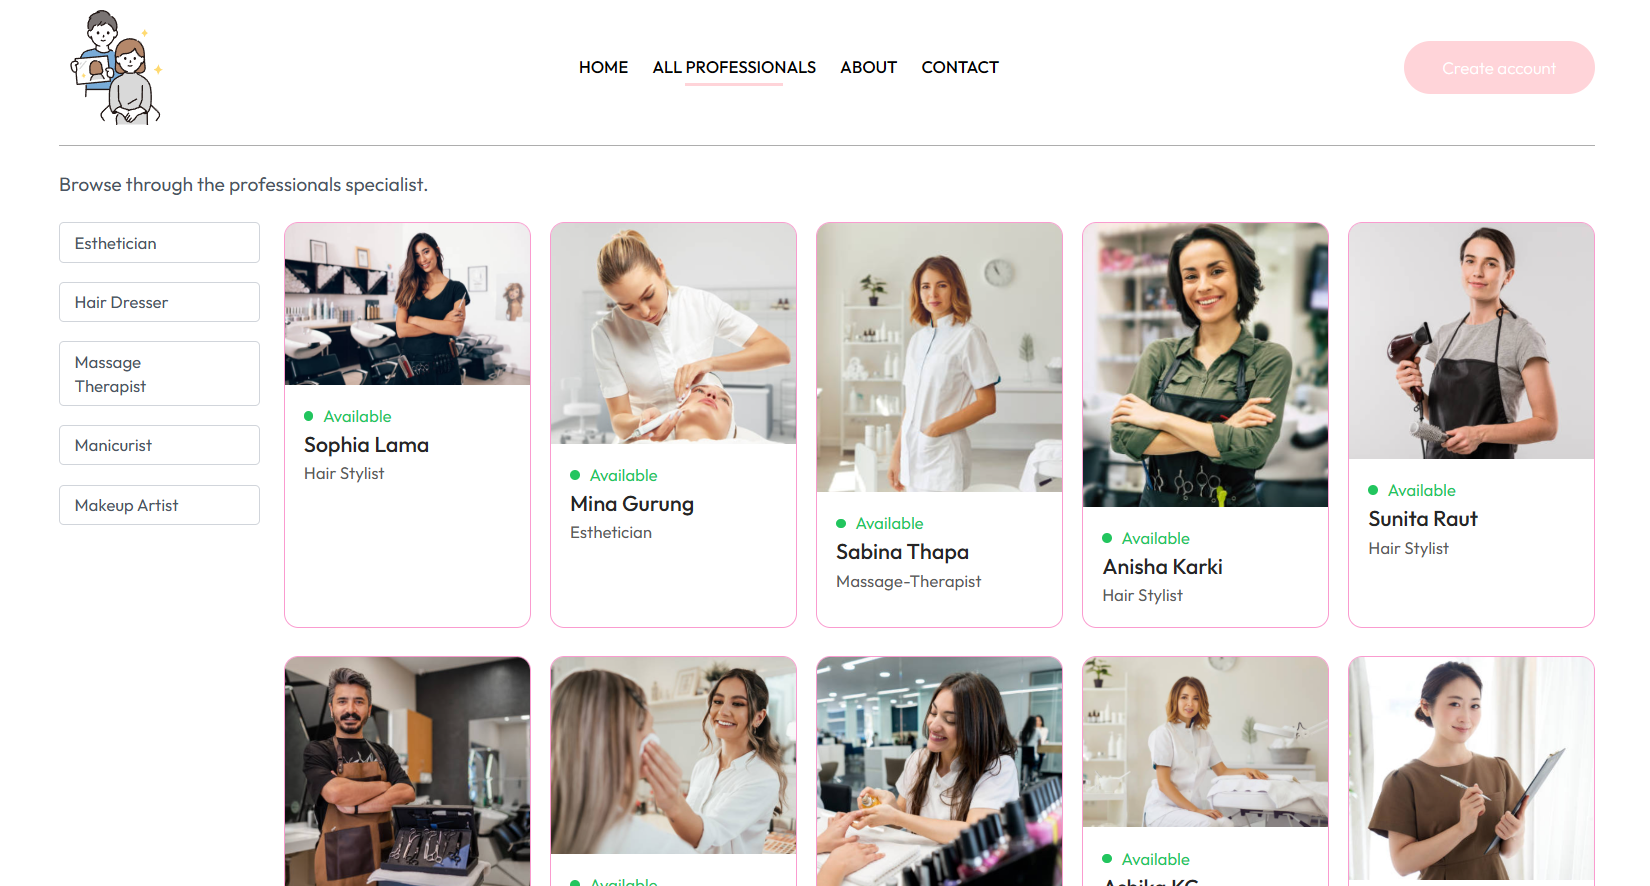 HOME
ALL PROFESSIONALS
ABOUT
CONTACT
Create account
Browse through the professionals specialist.
Esthetician
Hair Dresser
Massage
Therapist
Manicurist
Makeup Artist
Available
Sophia Lama
Hair Stylist
Available
Mina Gurung
Esthetician
Available
Sabina Thapa
Massage-Therapist
Available
Anisha Karki
Hair Stylist
Available
Sunita Raut
Hair Stylist
Available
Available
Ashika KC